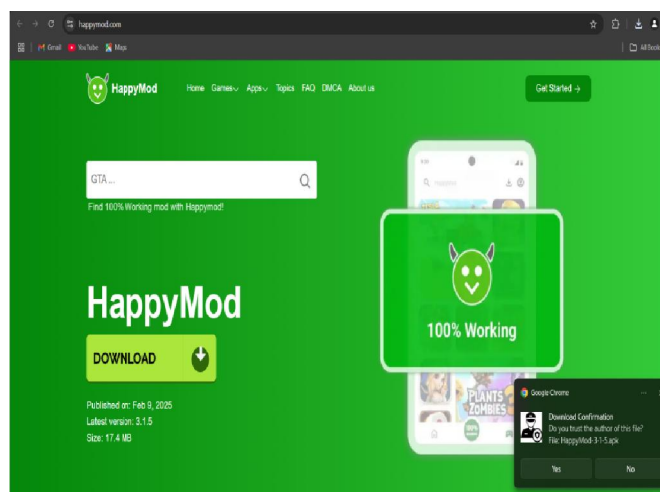 happymod.com
Gmail YouTube Maps All Book
HappyMod Home Games Apps Topics FAQ DMCA About us Get Started →
GTA...
Find 100% Working mod with Happymod!
HappyMod
DOWNLOAD
100% Working
PLANTS
ZOMBIES
Published on: Feb 9, 2025
Latest version: 3.1.5
Size: 17.4 MB
Google Chrome
Download Confirmation
Do you trust the author of this file?
File: HappyMod-3-1-5.apk
Yes No